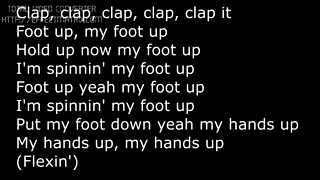 Clap, clap, clap, clap, clap it
Foot up, my foot up
Hold up now my foot up
I'm spinnin' my foot up
Foot up yeah my foot up
I'm spinnin' my foot up
Put my foot down yeah my hands up
My hands up, my hands up
(Flexin')